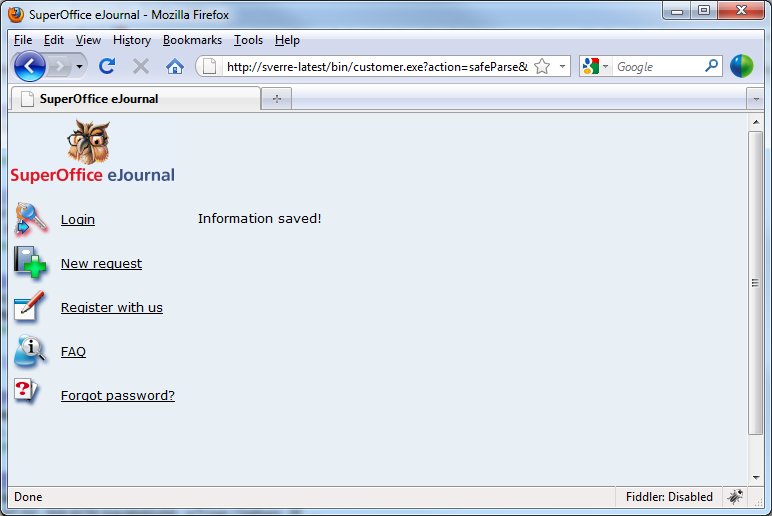 SuperOffice eJournal - Mozilla Firefox
File Edit View History Bookmarks Tools Help
http://sverre-latest/bin/customer.exe?action=safeParse& Google
SuperOffice eJournal
SuperOffice eJournal
Login
Information saved!
New request
Register with us
FAQ
Forgot password?
Done Fiddler: Disabled